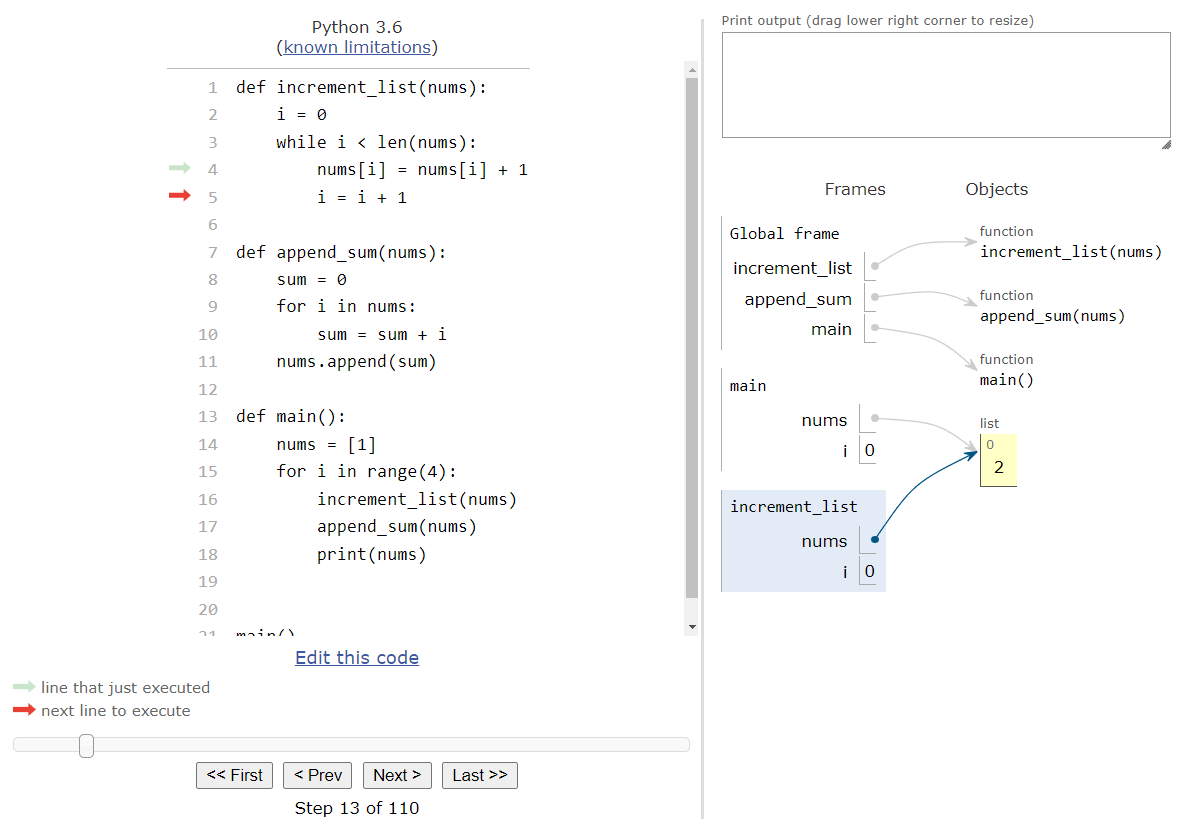 Python 3.6
(known limitations)
1 def increment_list(nums):
2     i = 0
3     while i < len(nums):
4         nums[i] = nums[i] + 1
5         i = i + 1
6
7 def append_sum(nums):
8     sum = 0
9     for i in nums:
10         sum = sum + i
11     nums.append(sum)
12
13 def main():
14     nums = [1]
15     for i in range(4):
16         increment_list(nums)
17         append_sum(nums)
18         print(nums)
19
20
21 main()
Edit this code
line that just executed
next line to execute
<< First < Prev Next > Last >>
Step 13 of 110
Print output (drag lower right corner to resize)
Frames Objects
Global frame
increment_list
append_sum
main
function
increment_list(nums)
function
append_sum(nums)
function
main()
main
nums
i 0
list
0
2
increment_list
nums
i 0